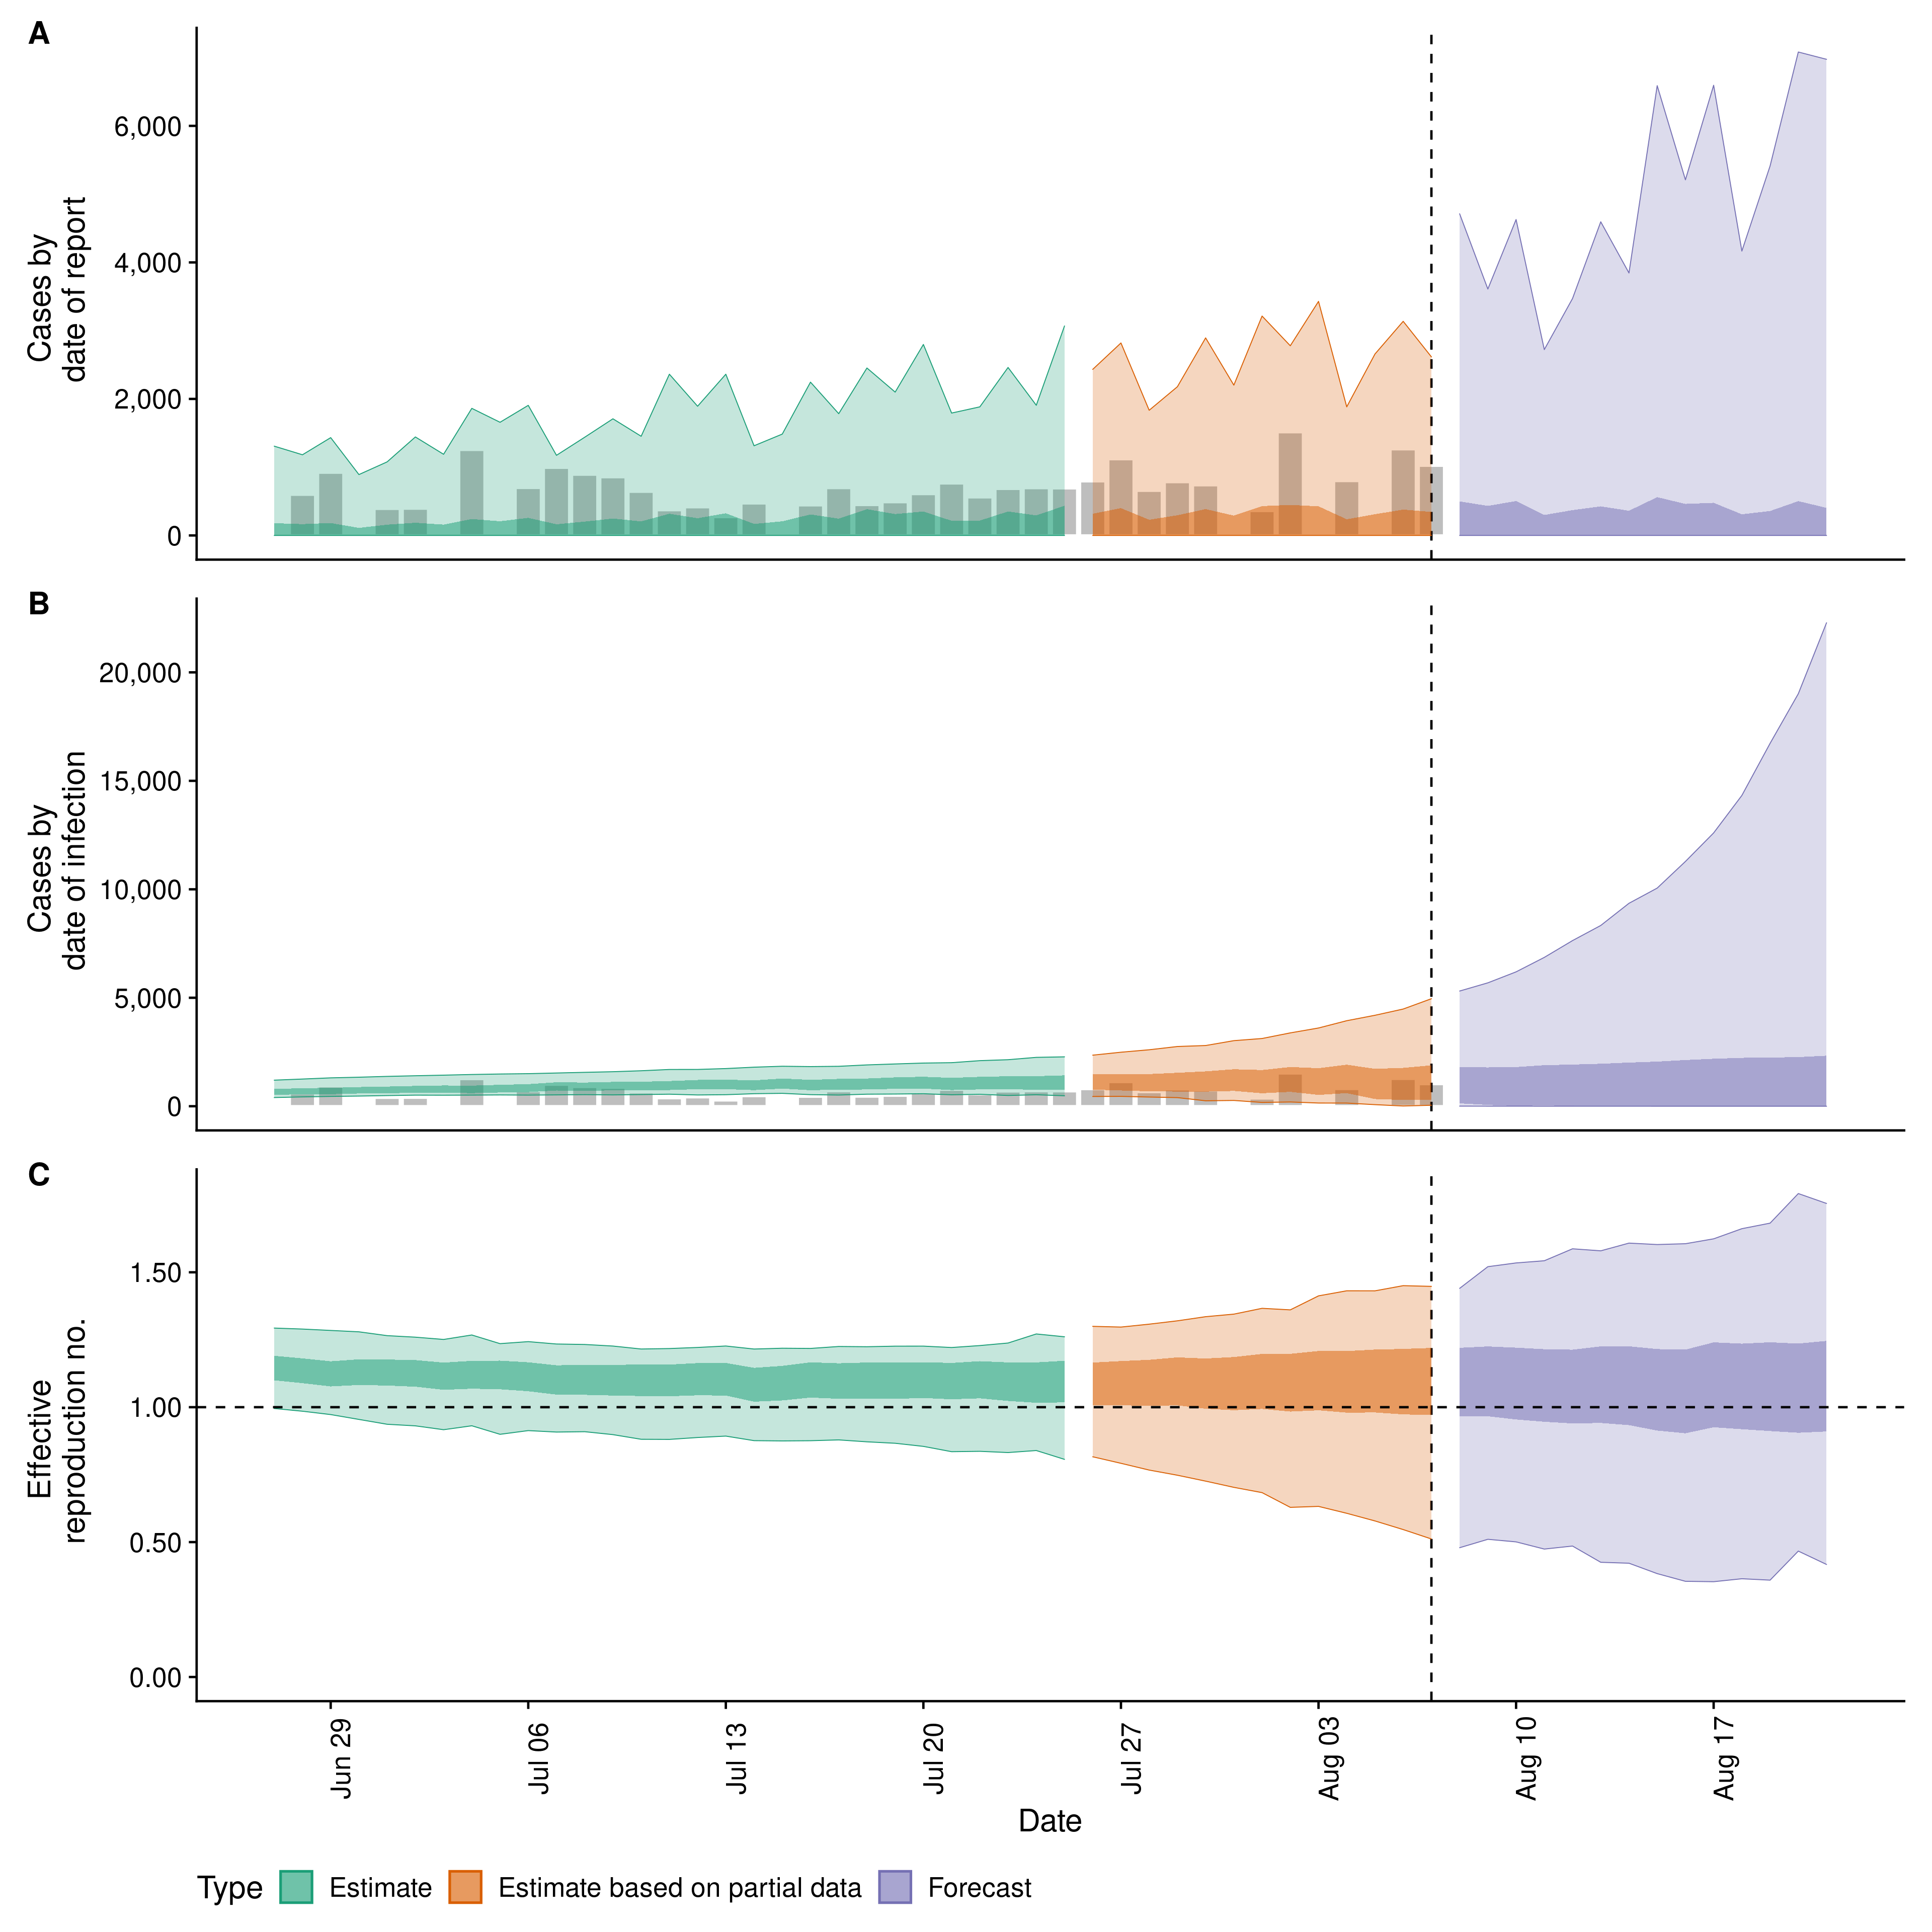 A
6,000
4,000
2,000
0
Cases by
date of report
B
20,000
15,000
10,000
5,000
0
Cases by
date of infection
C
1.50
1.00
0.50
0.00
Effective
reproduction no.
Jun 29
Jul 06
Jul 13
Jul 20
Jul 27
Aug 03
Aug 10
Aug 17
Date
Type Estimate Estimate based on partial data Forecast